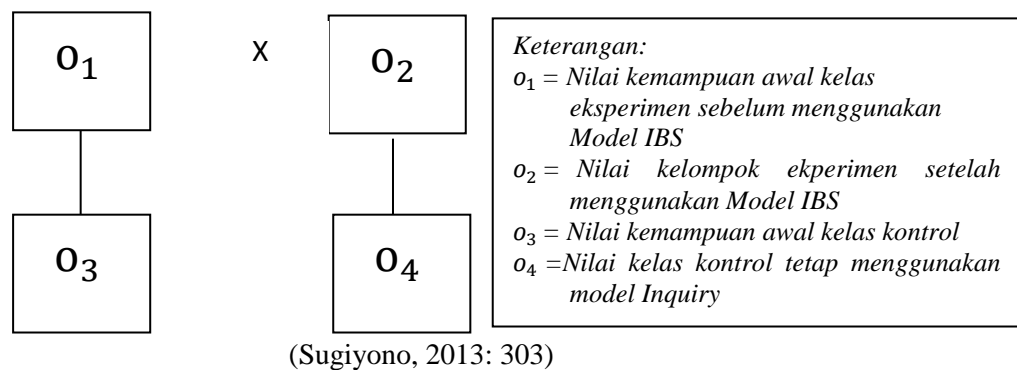 o₁ X o₂
o₃ o₄
Keterangan:
o₁ = Nilai kemampuan awal kelas
eksperimen sebelum menggunakan
Model IBS
o₂ = Nilai kelompok ekperimen setelah
menggunakan Model IBS
o₃ = Nilai kemampuan awal kelas kontrol
o₄ =Nilai kelas kontrol tetap menggunakan
model Inquiry
(Sugiyono, 2013: 303)